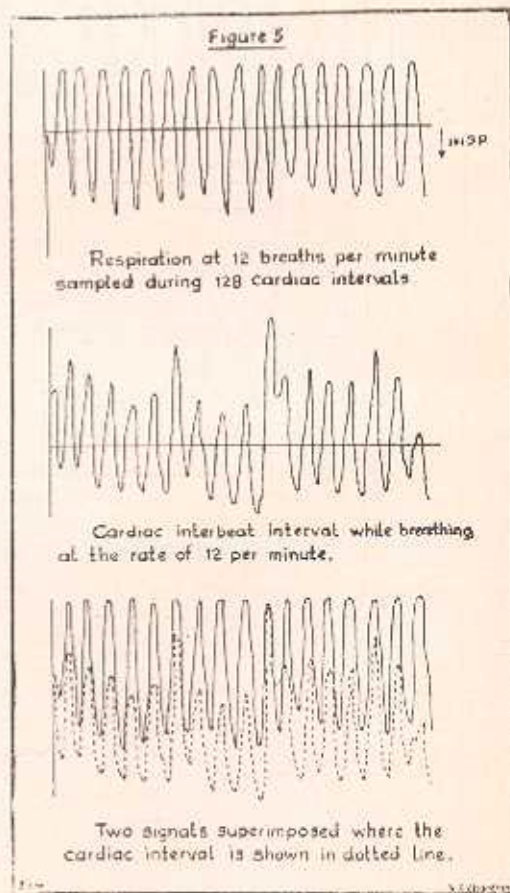 Figure 5
INSP.
Respiration at 12 breaths per minute
sampled during 128 cardiac intervals
Cardiac interbeat interval while breathing
at the rate of 12 per minute.
Two signals superimposed where the
cardiac interval is shown in dotted line.